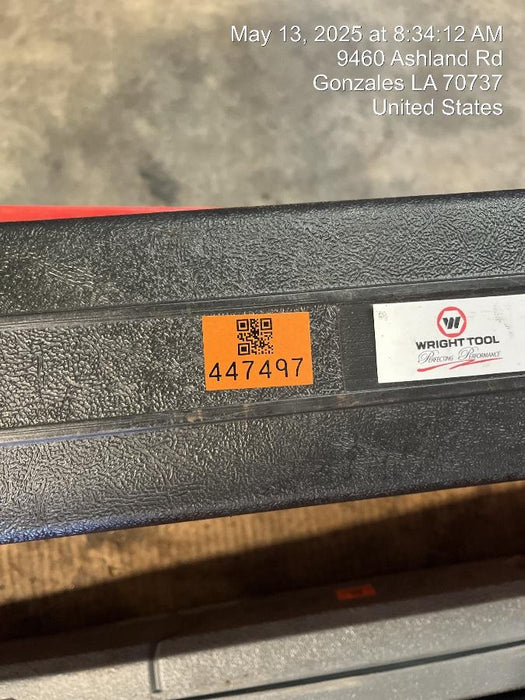 May 13, 2025 at 8:34:12 AM
9460 Ashland Rd
Gonzales LA 70737
United States
447497
W
WRIGHT TOOL
Perfecting Performance